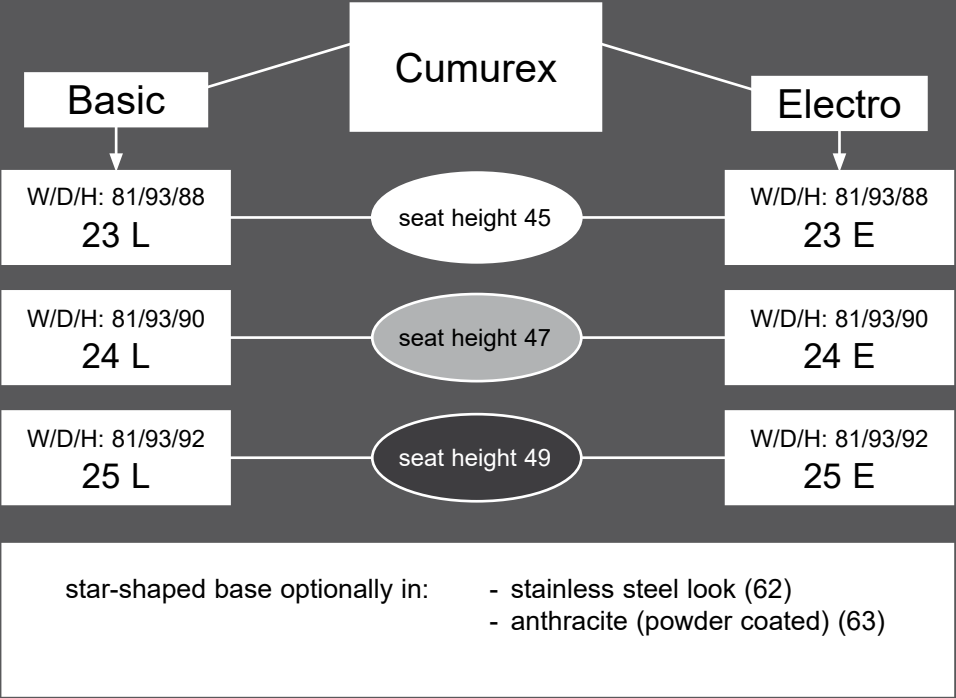 Cumurex
Basic
Electro
W/D/H: 81/93/88
23 L
seat height 45
W/D/H: 81/93/88
23 E
W/D/H: 81/93/90
24 L
seat height 47
W/D/H: 81/93/90
24 E
W/D/H: 81/93/92
25 L
seat height 49
W/D/H: 81/93/92
25 E
star-shaped base optionally in: - stainless steel look (62)
- anthracite (powder coated) (63)